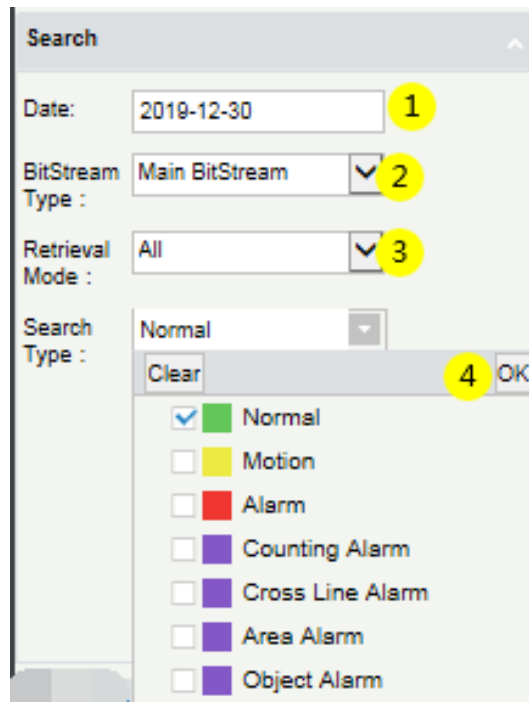 Search
Date: 2019-12-30 1
BitStream Type : Main BitStream 2
Retrieval Mode : All 3
Search Type : Normal
Clear 4 OK
Normal
Motion
Alarm
Counting Alarm
Cross Line Alarm
Area Alarm
Object Alarm